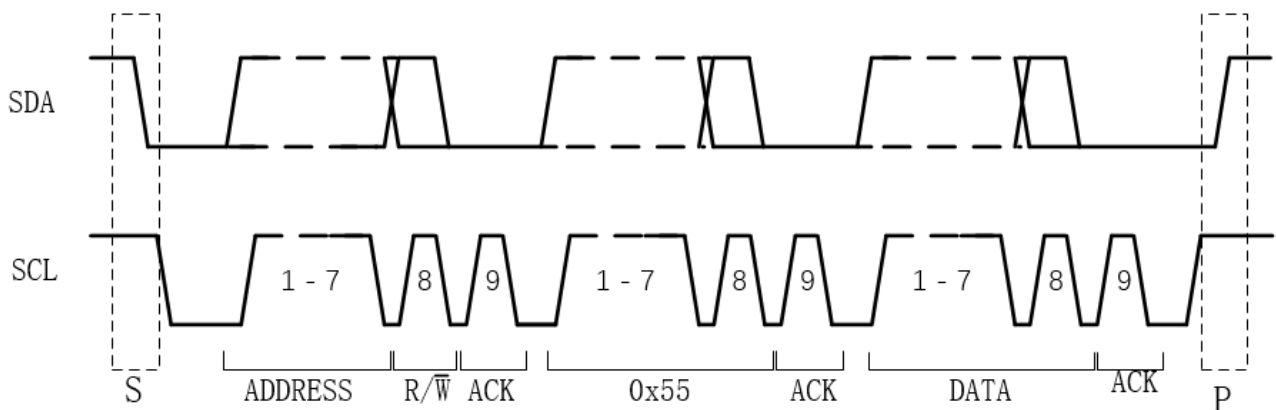 SDA
SCL
1-7 8 9 1-7 8 9 1-7 8 9
S ADDRESS R/W̅ ACK 0x55 ACK DATA ACK P